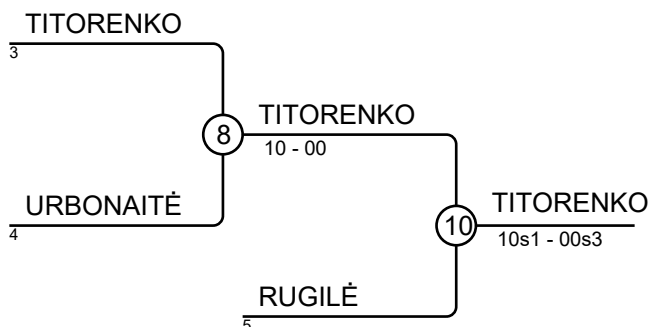 TITORENKO
3
8
TITORENKO
10 - 00
URBONAITĖ
4
10
TITORENKO
10s1 - 00s3
RUGILĖ
5